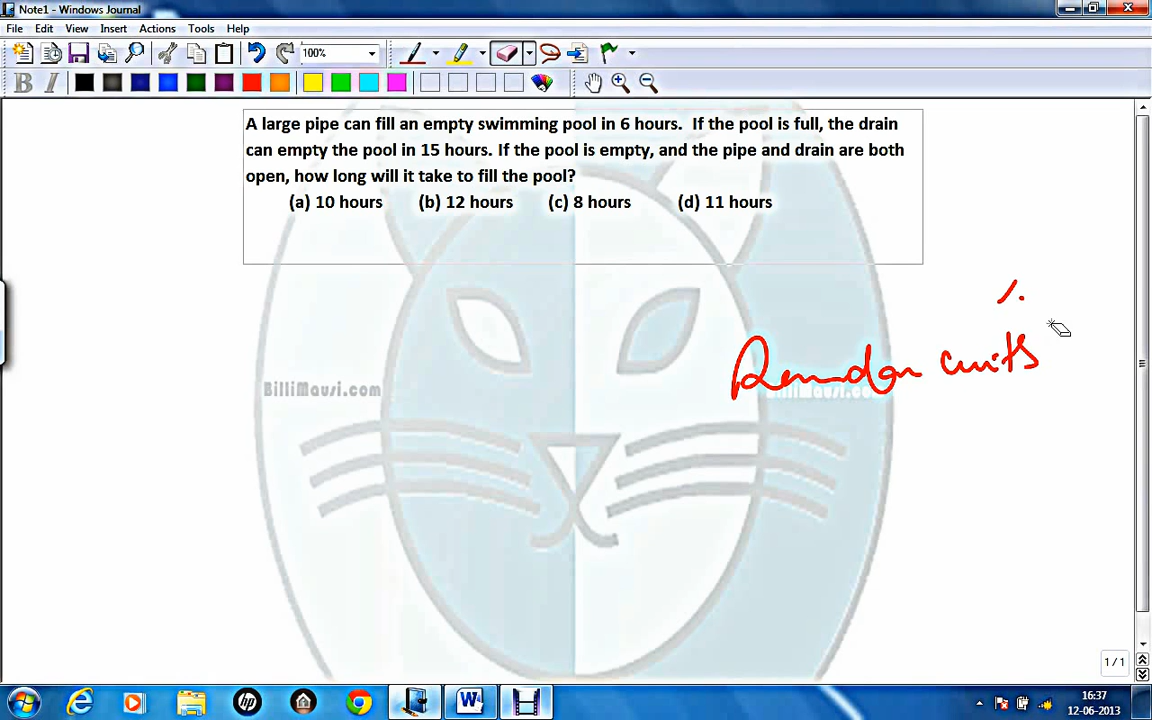 Note1 - Windows Journal
File Edit View Insert Actions Tools Help
100%
B I
A large pipe can fill an empty swimming pool in 6 hours. If the pool is full, the drain
can empty the pool in 15 hours. If the pool is empty, and the pipe and drain are both
open, how long will it take to fill the pool?
(a) 10 hours (b) 12 hours (c) 8 hours (d) 11 hours
%
Random units
BilliMausi.com
BilliMausi.com
1/1
hp
W
16:37
12-06-2013